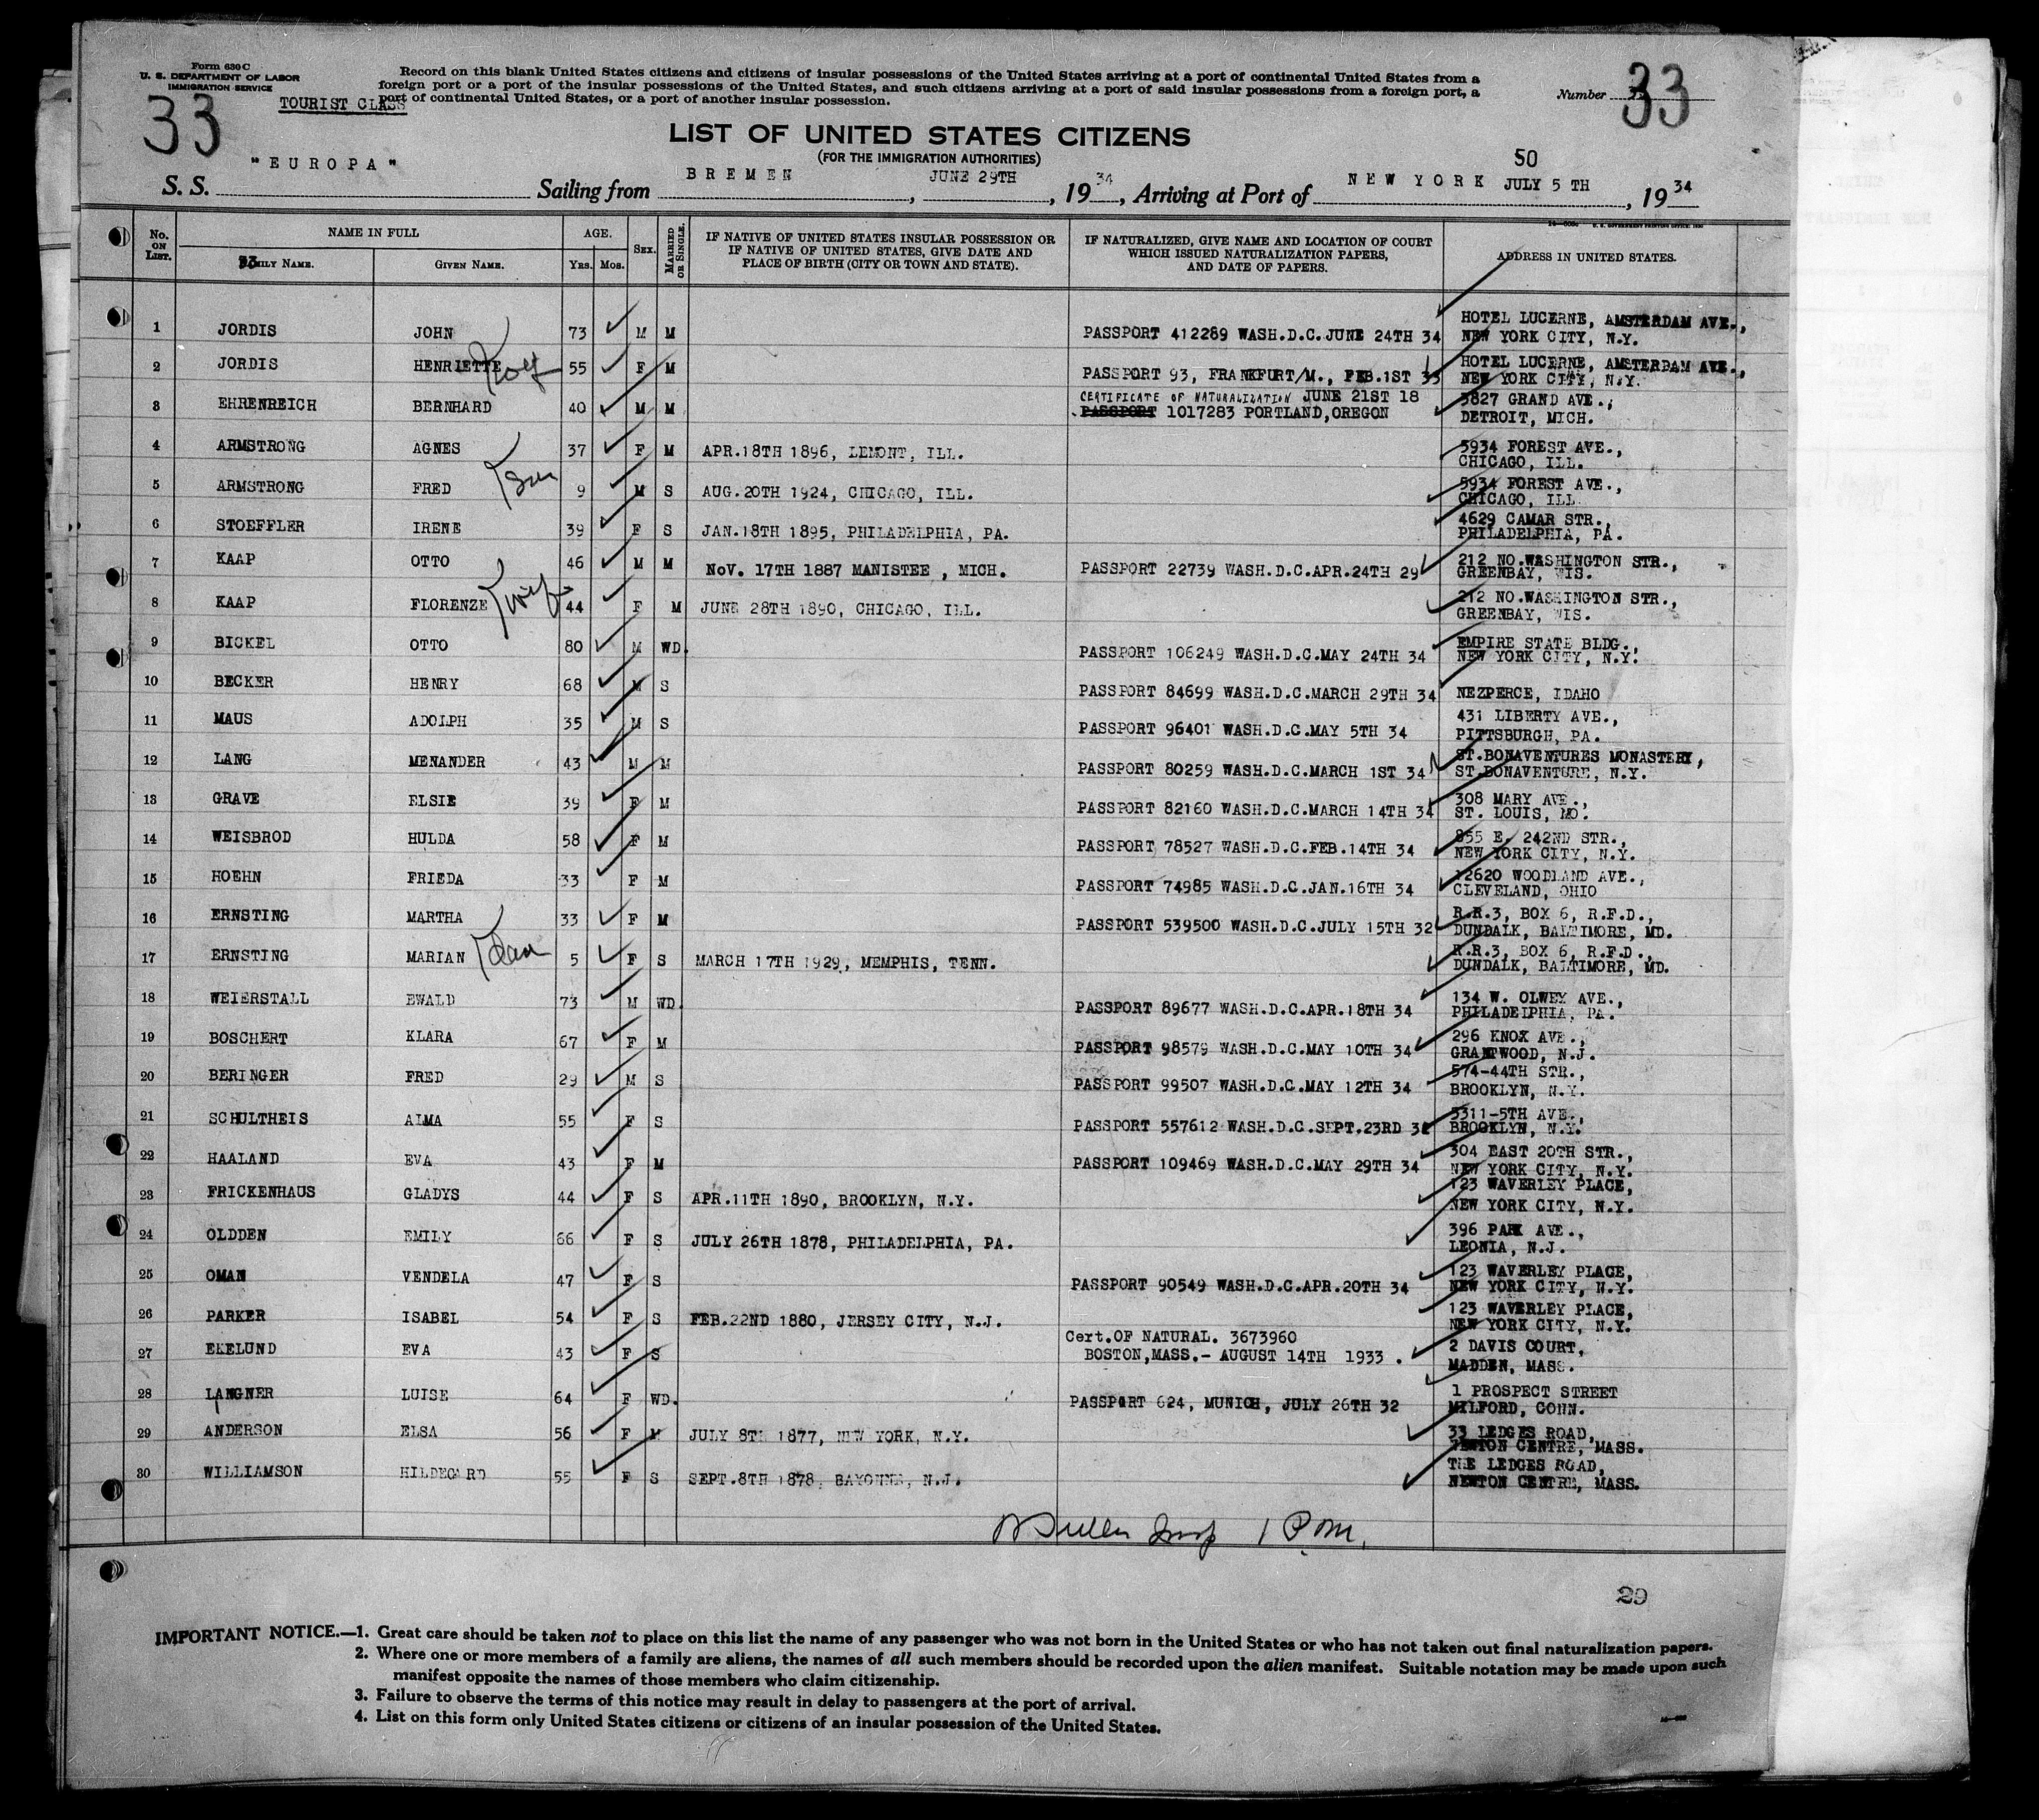 Form 630 C
U. S. DEPARTMENT OF LABOR
IMMIGRATION SERVICE
33
TOURIST CLASS
Record on this blank United States citizens and citizens of insular possessions of the United States arriving at a port of continental United States from a
foreign port or a port of the insular possessions of the United States, and such citizens arriving at a port of said insular possessions from a foreign port, a
port of continental United States, or a port of another insular possession.
Number 33
LIST OF UNITED STATES CITIZENS
(FOR THE IMMIGRATION AUTHORITIES)
50
S. S. "EUROPA" Sailing from BREMEN, JUNE 29TH, 1934, Arriving at Port of NEW YORK JULY 5TH, 1934
No. on List. NAME IN FULL FAMILY NAME. GIVEN NAME. AGE. Yrs. Mos. Sex. MARRIED OR SINGLE. IF NATIVE OF UNITED STATES INSULAR POSSESSION OR IF NATIVE OF UNITED STATES, GIVE DATE AND PLACE OF BIRTH (CITY OR TOWN AND STATE). IF NATURALIZED, GIVE NAME AND LOCATION OF COURT WHICH ISSUED NATURALIZATION PAPERS, AND DATE OF PAPERS. ADDRESS IN UNITED STATES.
1 JORDIS JOHN 73 M M PASSPORT 412289 WASH.D.C.JUNE 24TH 34 HOTEL LUCERNE, AMSTERDAM AVE., NEW YORK CITY, N.Y.
2 JORDIS HENRIETTE 55 F M PASSPORT 93, FRANKFURT/M., FEB.1ST 33 HOTEL LUCERNE, AMSTERDAM AVE., NEW YORK CITY, N.Y.
3 EHRENREICH BERNHARD 40 M M CERTIFICATE OF NATURALIZATION JUNE 21ST 18 PASSPORT 1017283 PORTLAND,OREGON 5827 GRAND AVE., DETROIT, MICH.
4 ARMSTRONG AGNES 37 F M APR.18TH 1896, LEMONT, ILL. 5934 FOREST AVE., CHICAGO, ILL.
5 ARMSTRONG FRED Son 9 M S AUG.20TH 1924, CHICAGO, ILL. 5934 FOREST AVE., CHICAGO, ILL
6 STOEFFLER IRENE 39 F S JAN.18TH 1895, PHILADELPHIA, PA. 4629 CAMAR STR., PHILADELPHIA, PA.
7 KAAP OTTO 46 M M NOV. 17TH 1887 MANISTEE , MICH. PASSPORT 22739 WASH.D.C.APR.24TH 29 212 NO.WASHINGTON STR., GREENBAY, WIS.
8 KAAP FLORENZE wife 44 F M JUNE 28TH 1890, CHICAGO, ILL. 212 NO.WASHINGTON STR., GREENBAY, WIS.
9 BICKEL OTTO 80 M WD. PASSPORT 106249 WASH.D.C.MAY 24TH 34 EMPIRE STATE BLDG., NEW YORK CITY, N.Y.
10 BECKER HENRY 68 M S PASSPORT 84699 WASH.D.C.MARCH 29TH 34 NEZPERCE, IDAHO
11 MAUS ADOLPH 35 M S PASSPORT 96401 WASH.D.C.MAY 5TH 34 431 LIBERTY AVE., PITTSBURGH, PA.
12 LANG MENANDER 43 M M PASSPORT 80259 WASH.D.C.MARCH 1ST 34 ST.BONAVENTURES MONASTERY, ST.BONAVENTURE, N.Y.
13 GRAVE ELSIE 39 F M PASSPORT 82160 WASH.D.C.MARCH 14TH 34 308 MARY AVE., ST. LOUIS, MO.
14 WEISBROD HULDA 58 F M PASSPORT 78527 WASH.D.C.FEB.14TH 34 855 E. 242ND STR., NEW YORK CITY, N.Y.
15 HOEHN FRIEDA 33 F M PASSPORT 74985 WASH.D.C.JAN.16TH 34 12620 WOODLAND AVE., CLEVELAND, OHIO
16 ERNSTING MARTHA 33 F M PASSPORT 539500 WASH.D.C.JULY 15TH 32 R.R.3, BOX 6, R.F.D., DUNDALK, BALTIMORE, MD.
17 ERNSTING MARIAN 5 F S MARCH 17TH 1929, MEMPHIS, TENN. R.R.3, BOX 6, R.F.D., DUNDALK, BALTIMORE, MD.
18 WEIERSTALL EWALD 73 M WD. PASSPORT 89677 WASH.D.C.APR.18TH 34 134 W. OLWEY AVE., PHILADELPHIA, PA.
19 BOSCHERT KLARA 67 F M PASSPORT 98579 WASH.D.C.MAY 10TH 34 296 KNOX AVE., GRANTWOOD, N.J.
20 BERINGER FRED 29 M S PASSPORT 99507 WASH.D.C.MAY 12TH 34 574-44TH STR., BROOKLYN, N.Y.
21 SCHULTHEIS ALMA 55 F S PASSPORT 557612 WASH.D.C.SEPT.23RD 32 5311-5TH AVE., BROOKLYN, N.Y.
22 HAALAND EVA 43 F M PASSPORT 109469 WASH.D.C.MAY 29TH 34 304 EAST 20TH STR., NEW YORK CITY, N.Y.
23 FRICKENHAUS GLADYS 44 F S APR.11TH 1890, BROOKLYN, N.Y. 123 WAVERLEY PLACE, NEW YORK CITY, N.Y.
24 OLDDEN EMILY 66 F S JULY 26TH 1878, PHILADELPHIA, PA. 396 PARK AVE., LEONIA, N.J.
25 OMAN VENDELA 47 F S PASSPORT 90549 WASH.D.C.APR.20TH 34 123 WAVERLEY PLACE, NEW YORK CITY, N.Y.
26 PARKER ISABEL 54 F S FEB.22ND 1880, JERSEY CITY, N.J. 123 WAVERLEY PLACE, NEW YORK CITY, N.Y.
27 EKELUND EVA 43 F S Cert.OF NATURAL. 3673960 BOSTON,MASS.- AUGUST 14TH 1933 . 2 DAVIS COURT, MADDEN, MASS.
28 LANGNER LUISE 64 F WD. PASSPORT 624, MUNICH, JULY 26TH 32 1 PROSPECT STREET MILFORD, CONN.
29 ANDERSON ELSA 56 F M JULY 8TH 1877, NEW YORK, N.Y. 33 LEDGES ROAD, NEWTON CENTRE, MASS.
30 WILLIAMSON HILDEGARD 55 F S SEPT.8TH 1878, BAYONNE, N.J. THE LEDGES ROAD, NEWTON CENTRE, MASS.
Insp 1 P.M.
29
IMPORTANT NOTICE.—1. Great care should be taken not to place on this list the name of any passenger who was not born in the United States or who has not taken out final naturalization papers.
2. Where one or more members of a family are aliens, the names of all such members should be recorded upon the alien manifest. Suitable notation may be made upon such
manifest opposite the names of those members who claim citizenship.
3. Failure to observe the terms of this notice may result in delay to passengers at the port of arrival.
4. List on this form only United States citizens or citizens of an insular possession of the United States.